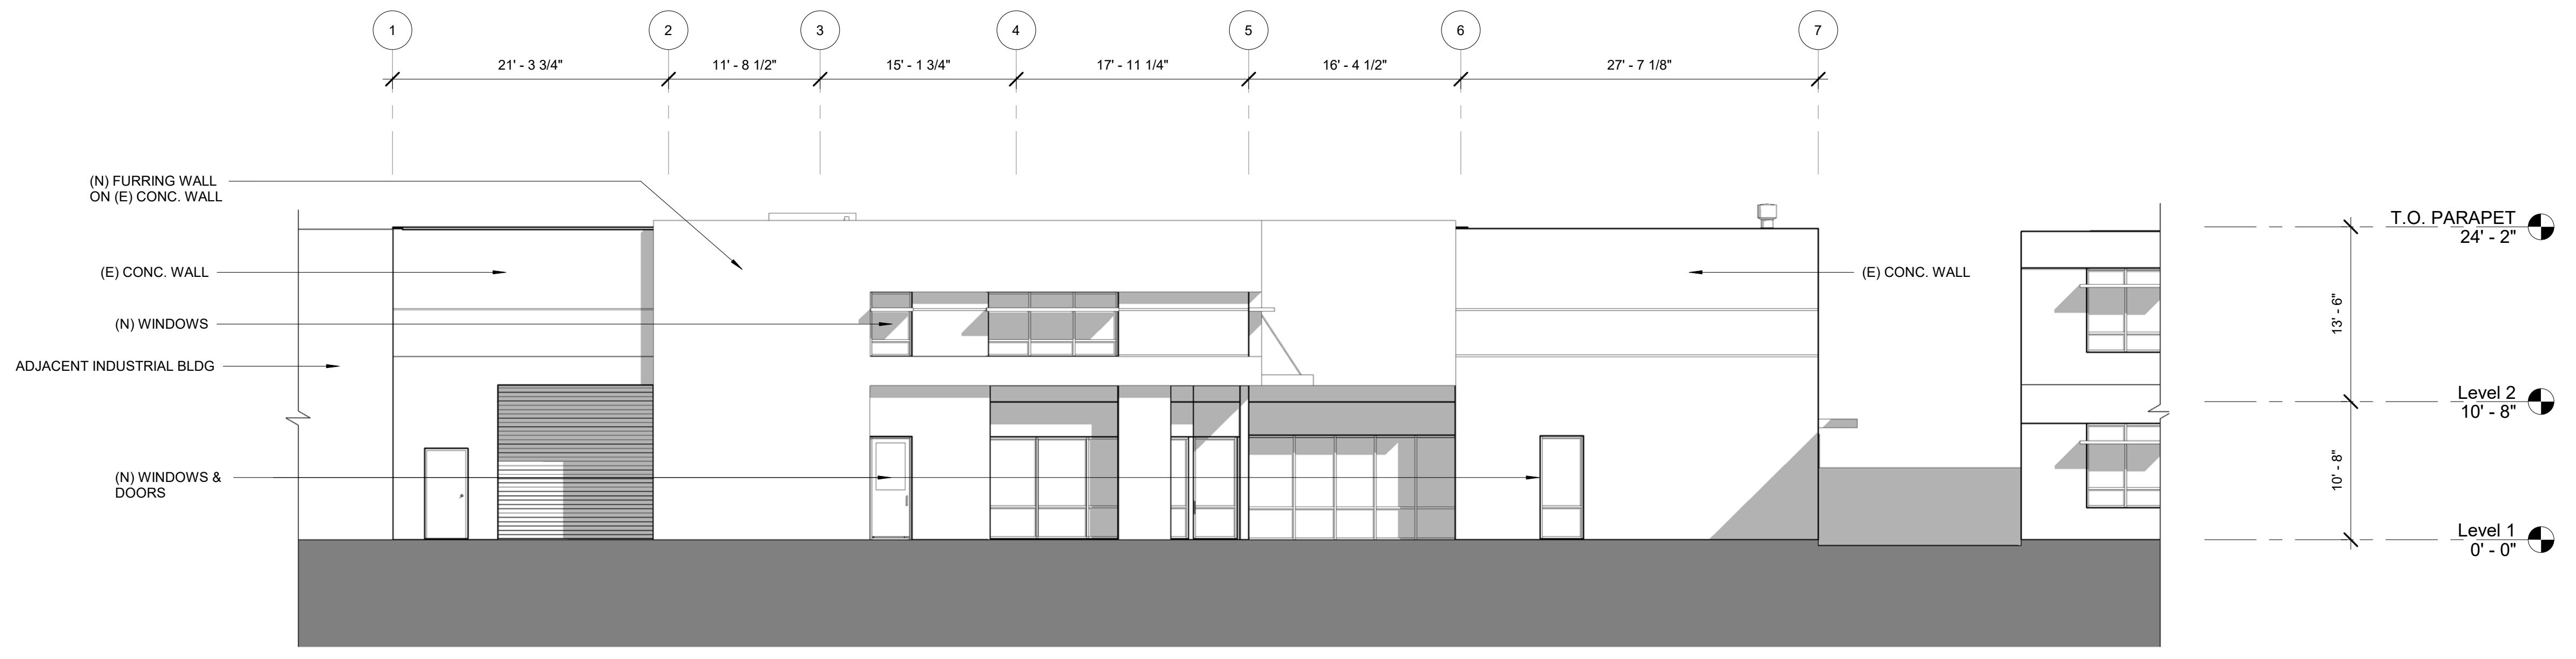 1
2
3
4
5
6
7
21' - 3 3/4"
11' - 8 1/2"
15' - 1 3/4"
17' - 11 1/4"
16' - 4 1/2"
27' - 7 1/8"
(N) FURRING WALL
ON (E) CONC. WALL
(E) CONC. WALL
(N) WINDOWS
ADJACENT INDUSTRIAL BLDG
(N) WINDOWS &
DOORS
(E) CONC. WALL
T.O. PARAPET
24' - 2"
13' - 6"
Level 2
10' - 8"
10' - 8"
Level 1
0' - 0"